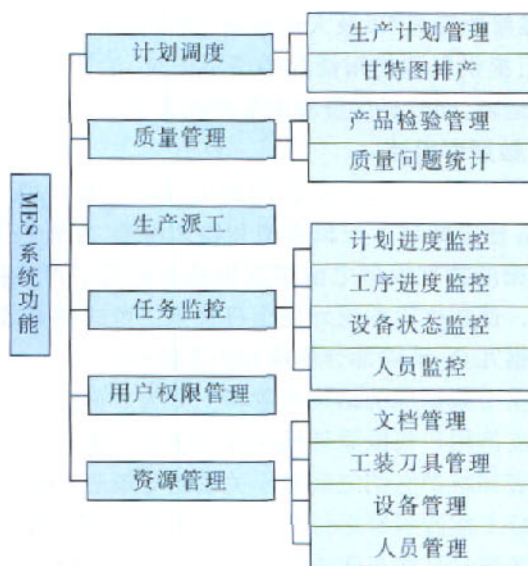 MES系统功能
计划调度
生产计划管理
甘特图排产
质量管理
产品检验管理
质量问题统计
生产派工
任务监控
计划进度监控
工序进度监控
设备状态监控
人员监控
用户权限管理
资源管理
文档管理
工装刀具管理
设备管理
人员管理